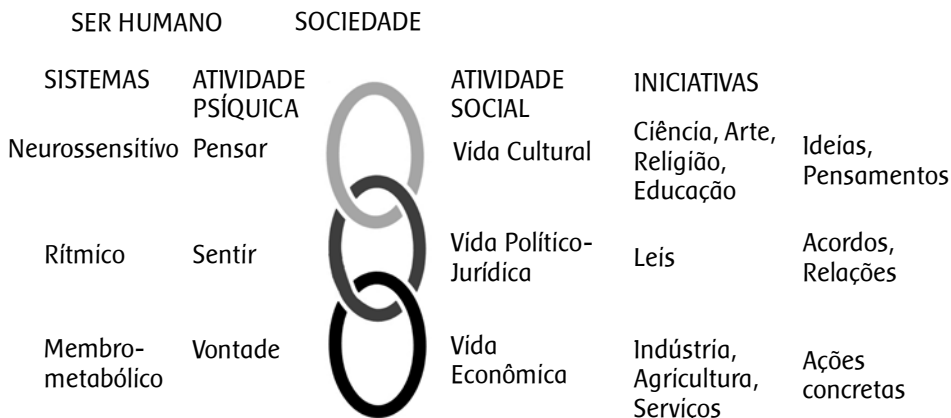 SER HUMANO SOCIEDADE
SISTEMAS
ATIVIDADE
PSÍQUICA
ATIVIDADE
SOCIAL
INICIATIVAS
Neurossensitivo
Pensar
Vida Cultural
Ciência, Arte,
Religião,
Educação
Ideias,
Pensamentos
Rítmico
Sentir
Vida Político-
Jurídica
Leis
Acordos,
Relações
Membro-
metabólico
Vontade
Vida
Econômica
Indústria,
Agricultura,
Serviços
Ações
concretas